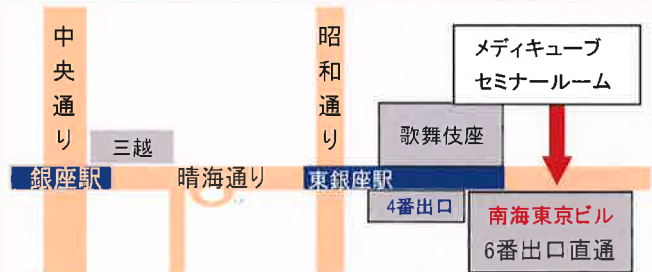 中央通り
昭和通り
メディキューブ
セミナールーム
三越
歌舞伎座
銀座駅
晴海通り
東銀座駅
4番出口
南海東京ビル
6番出口直通